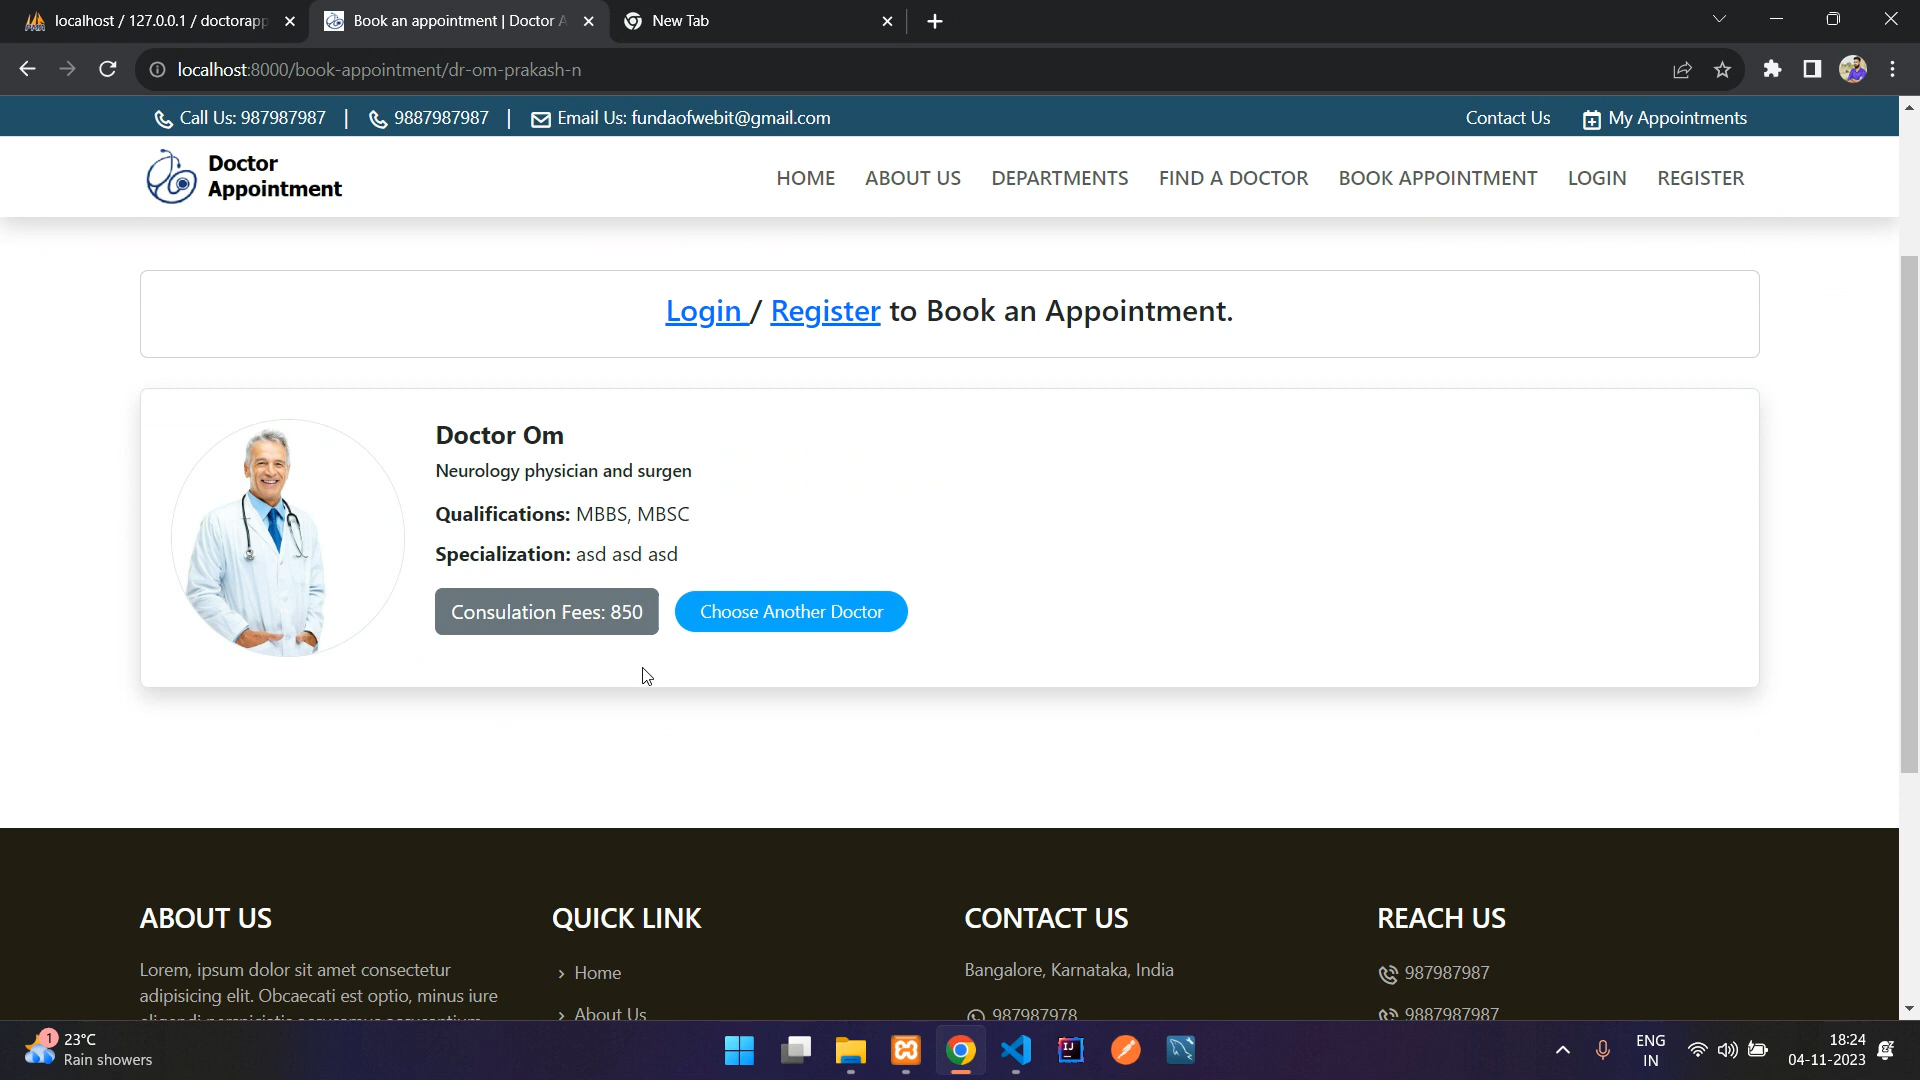 localhost / 127.0.0.1 / doctorapp
Book an appointment | Doctor A
New Tab
localhost:8000/book-appointment/dr-om-prakash-n
Call Us: 987987987 | 9887987987 | Email Us: fundaofwebit@gmail.com
Contact Us My Appointments
Doctor
Appointment
HOME ABOUT US DEPARTMENTS FIND A DOCTOR BOOK APPOINTMENT LOGIN REGISTER
Login / Register to Book an Appointment.
Doctor Om
Neurology physician and surgen
Qualifications: MBBS, MBSC
Specialization: asd asd asd
Consulation Fees: 850 Choose Another Doctor
ABOUT US
Lorem, ipsum dolor sit amet consectetur
adipisicing elit. Obcaecati est optio, minus iure
QUICK LINK
› Home
› About Us
CONTACT US
Bangalore, Karnataka, India
987987978
REACH US
987987987
9887987987
1
23°C
Rain showers
IJ
ENG
IN
18:24
04-11-2023